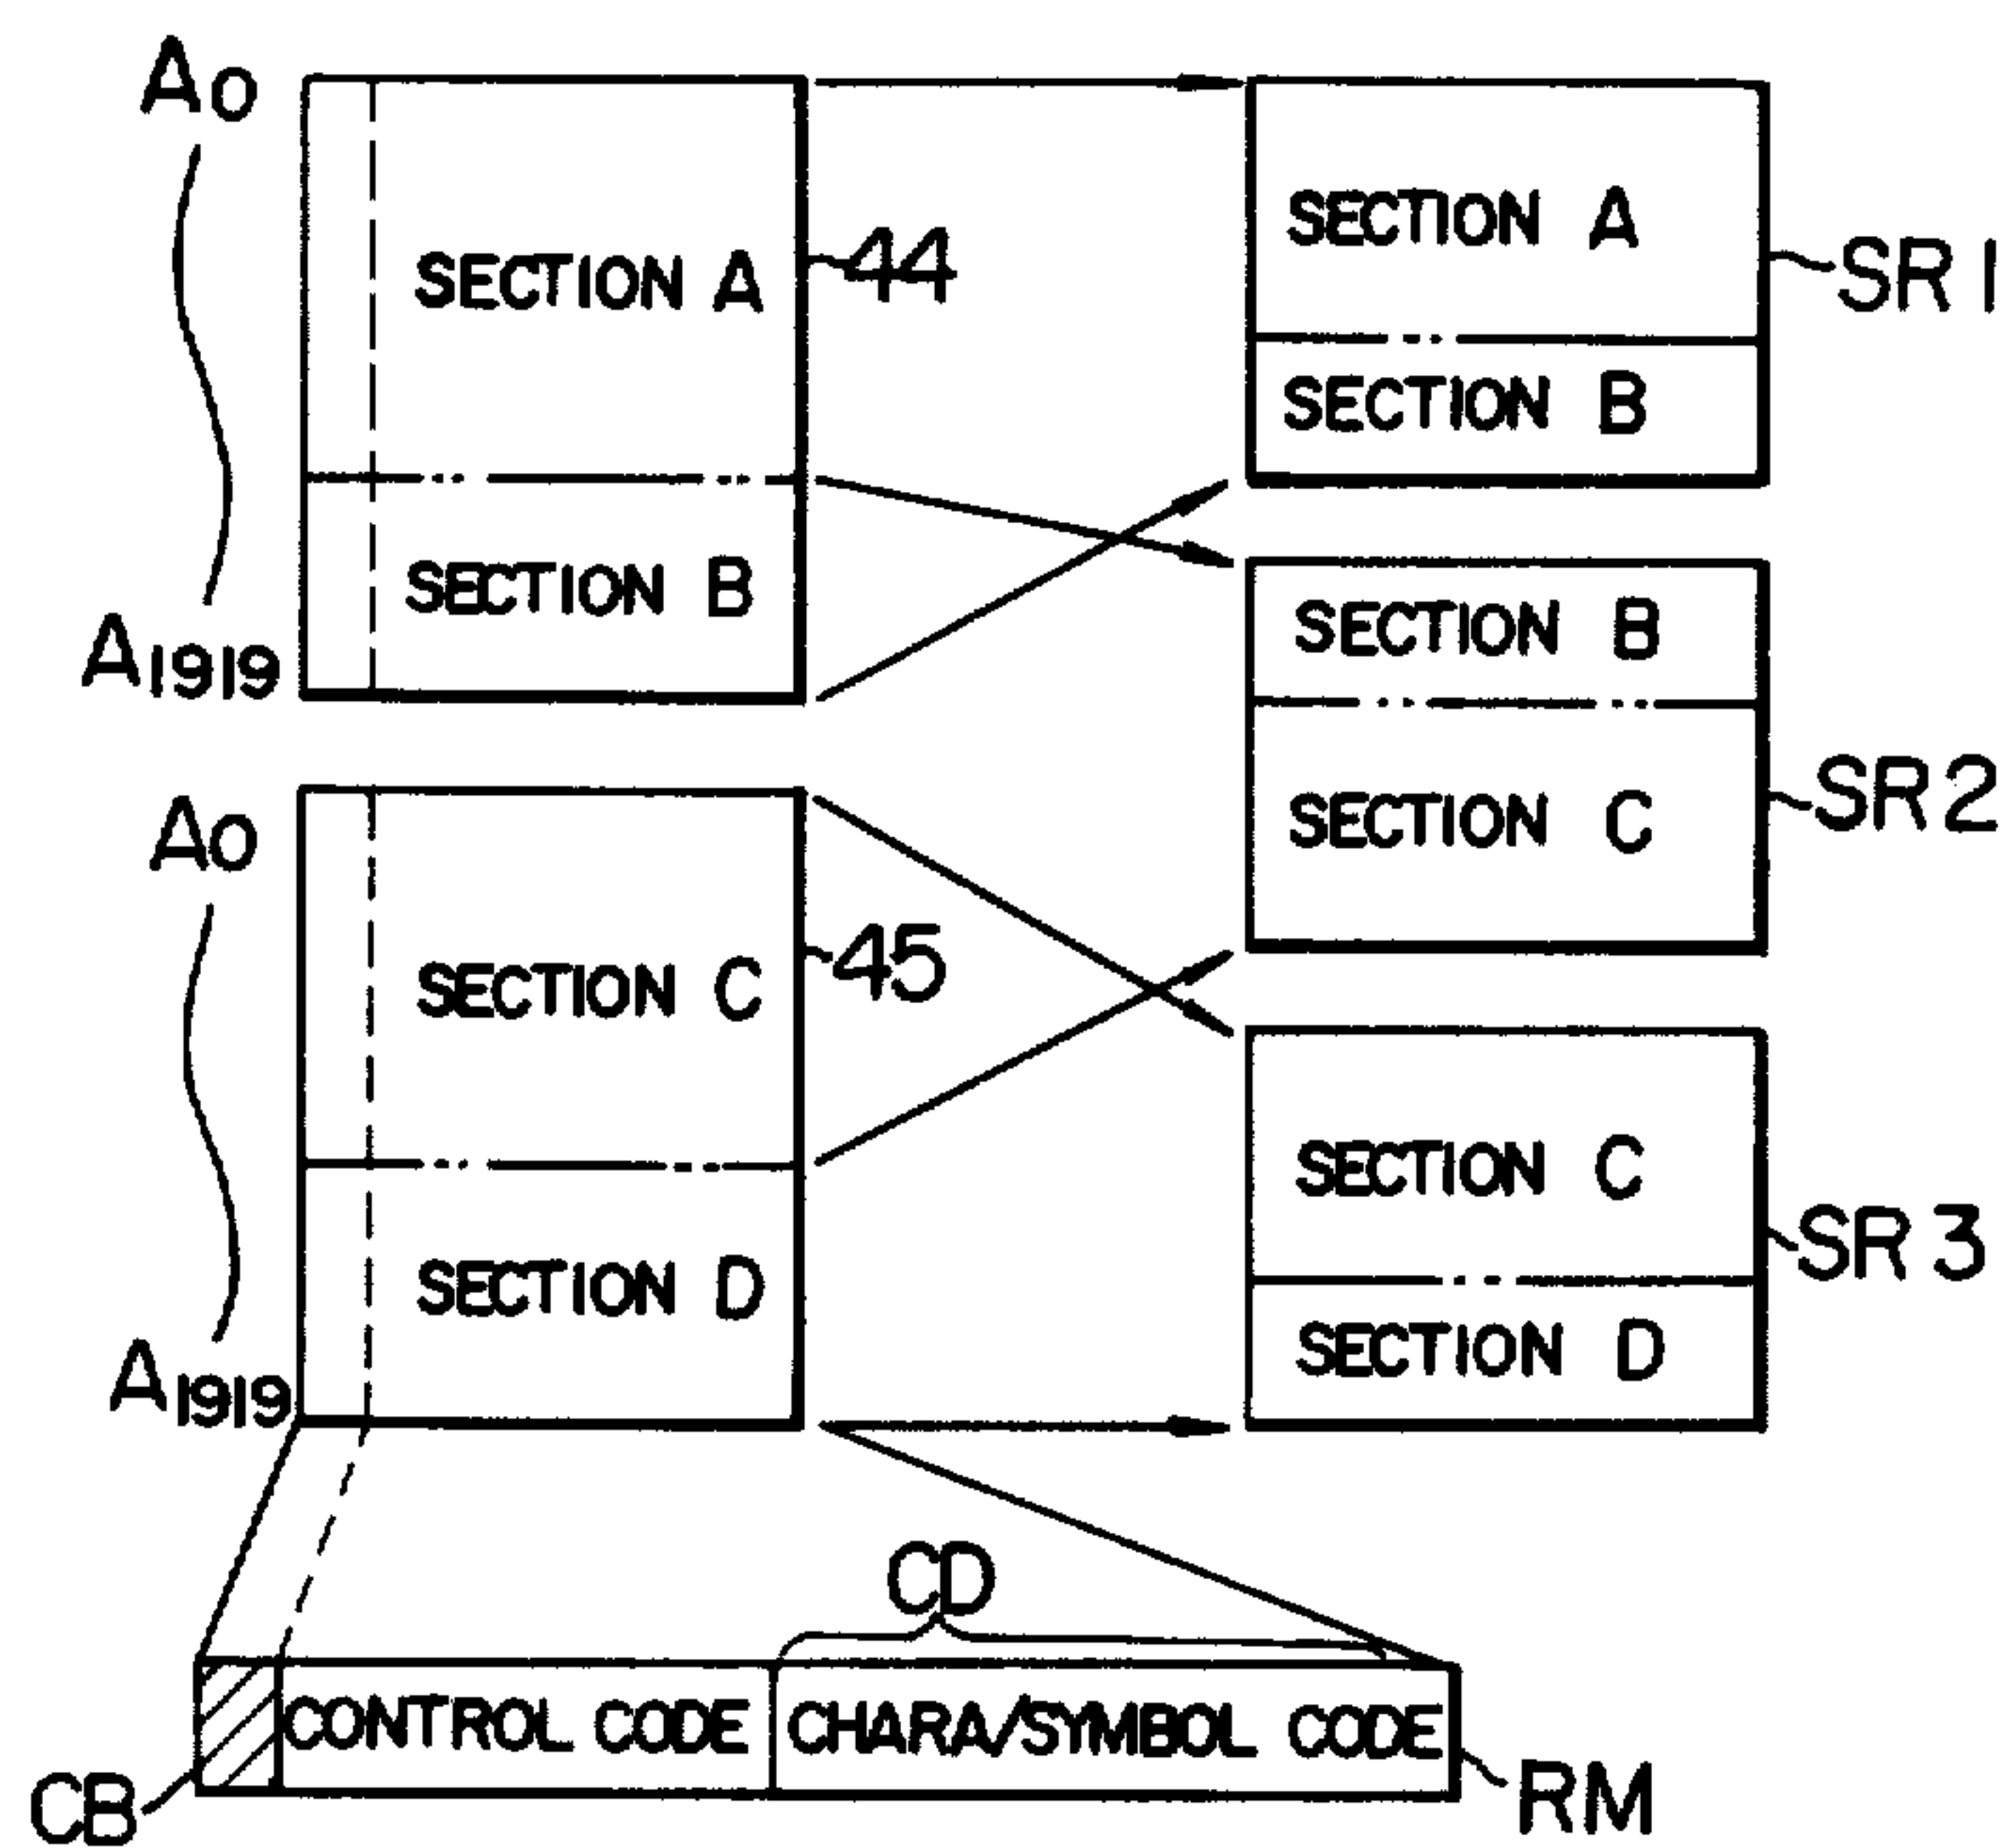 A0
SECTION A
44
SECTION B
A1919
A0
SECTION C
45
SECTION D
A1919
SECTION A
SR1
SECTION B
SECTION B
SR2
SECTION C
SECTION C
SR3
SECTION D
CD
CONTROL CODE
CHARA/SYMBOL CODE
CB
RM